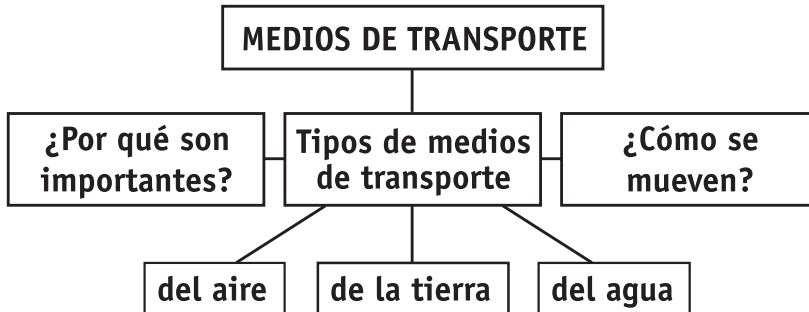 MEDIOS DE TRANSPORTE
¿Por qué son
importantes?
Tipos de medios
de transporte
¿Cómo se
mueven?
del aire
de la tierra
del agua